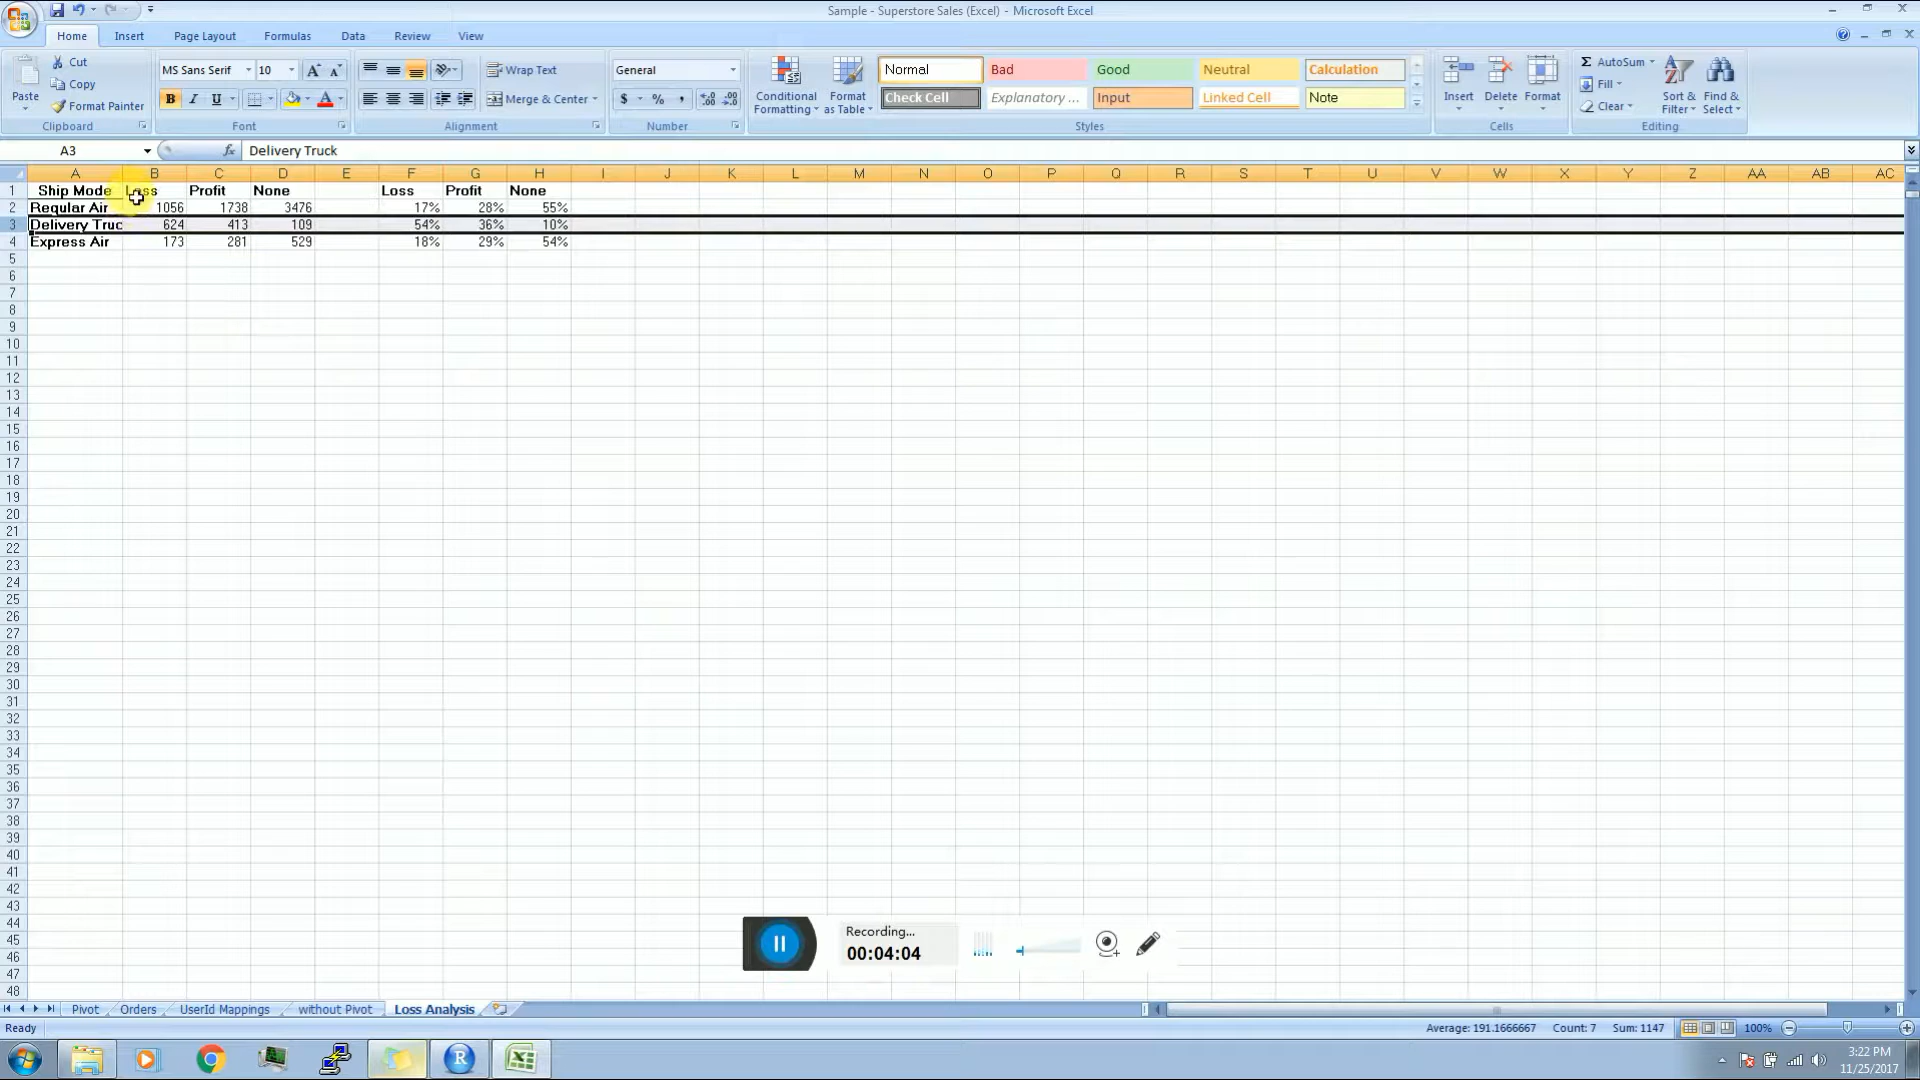 Sample - Superstore Sales (Excel) - Microsoft Excel
Home Insert Page Layout Formulas Data Review View
Paste Cut Copy Format Painter Clipboard
MS Sans Serif 10 B I U A Font
Wrap Text Merge & Center Alignment
General $ % , Number
Conditional Formatting Format as Table
Normal Bad Good Neutral Calculation
Check Cell Explanatory ... Input Linked Cell Note
Styles
Insert Delete Format Cells
Σ AutoSum Fill Clear Sort & Filter Find & Select Editing
A3 fx Delivery Truck
A B C D E F G H I J K L M N O P Q R S T U V W X Y Z AA AB AC
1 Ship Mode Loss Profit None Loss Profit None
2 Regular Air 1056 1738 3476 17% 28% 55%
3 Delivery Truc 624 413 109 54% 36% 10%
4 Express Air 173 281 529 18% 29% 54%
5
6
7
8
9
10
11
12
13
14
15
16
17
18
19
20
21
22
23
24
25
26
27
28
29
30
31
32
33
34
35
36
37
38
39
40
41
42
43
44
45
46
47
48
Recording...
00:04:04
Pivot Orders UserId Mappings without Pivot Loss Analysis
Ready Average: 191.1666667 Count: 7 Sum: 1147 100%
3:22 PM
11/25/2017